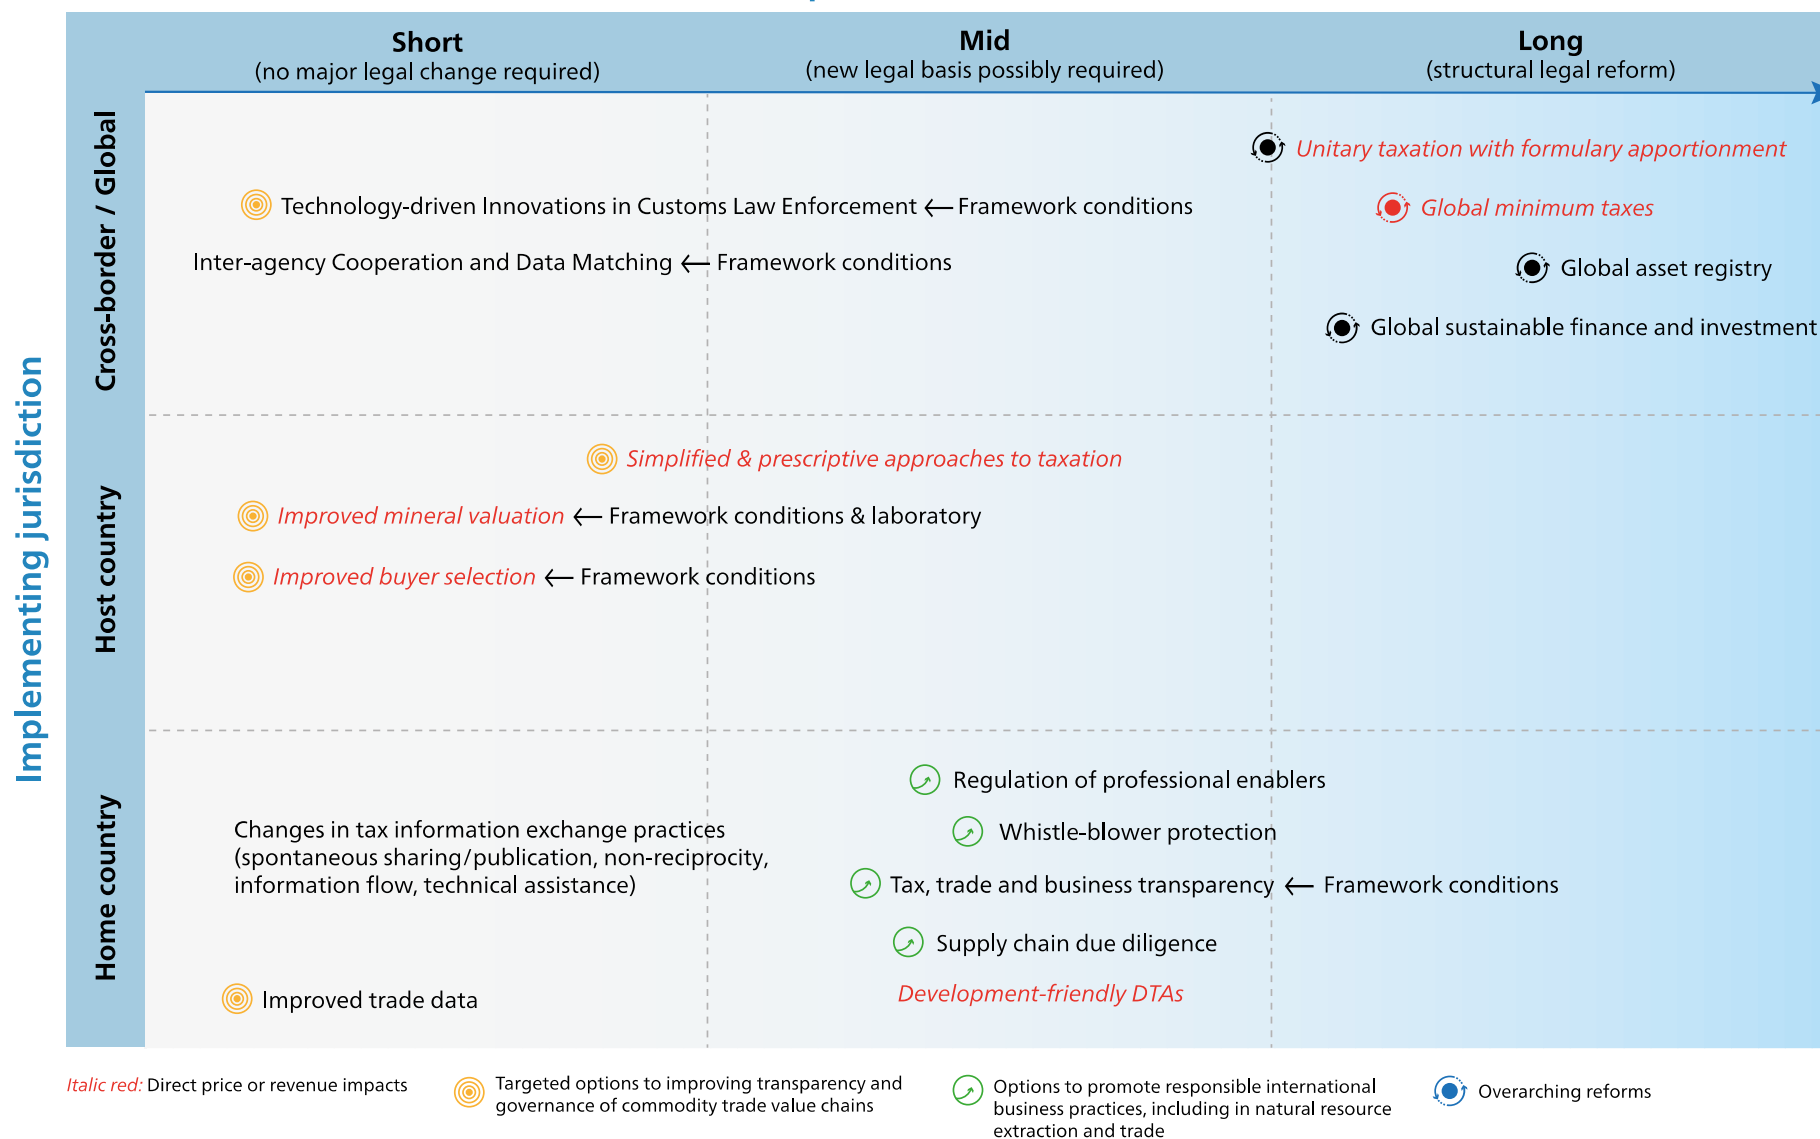 Short
(no major legal change required)
Mid
(new legal basis possibly required)
Long
(structural legal reform)
Implementing jurisdiction
Cross-border / Global
Unitary taxation with formulary apportionment
Technology-driven Innovations in Customs Law Enforcement ← Framework conditions
Global minimum taxes
Inter-agency Cooperation and Data Matching ← Framework conditions
Global asset registry
Global sustainable finance and investment
Host country
Simplified & prescriptive approaches to taxation
Improved mineral valuation ← Framework conditions & laboratory
Improved buyer selection ← Framework conditions
Home country
Regulation of professional enablers
Changes in tax information exchange practices
(spontaneous sharing/publication, non-reciprocity,
information flow, technical assistance)
Whistle-blower protection
Tax, trade and business transparency ← Framework conditions
Supply chain due diligence
Development-friendly DTAs
Improved trade data
Italic red: Direct price or revenue impacts
Targeted options to improving transparency and
governance of commodity trade value chains
Options to promote responsible international
business practices, including in natural resource
extraction and trade
Overarching reforms